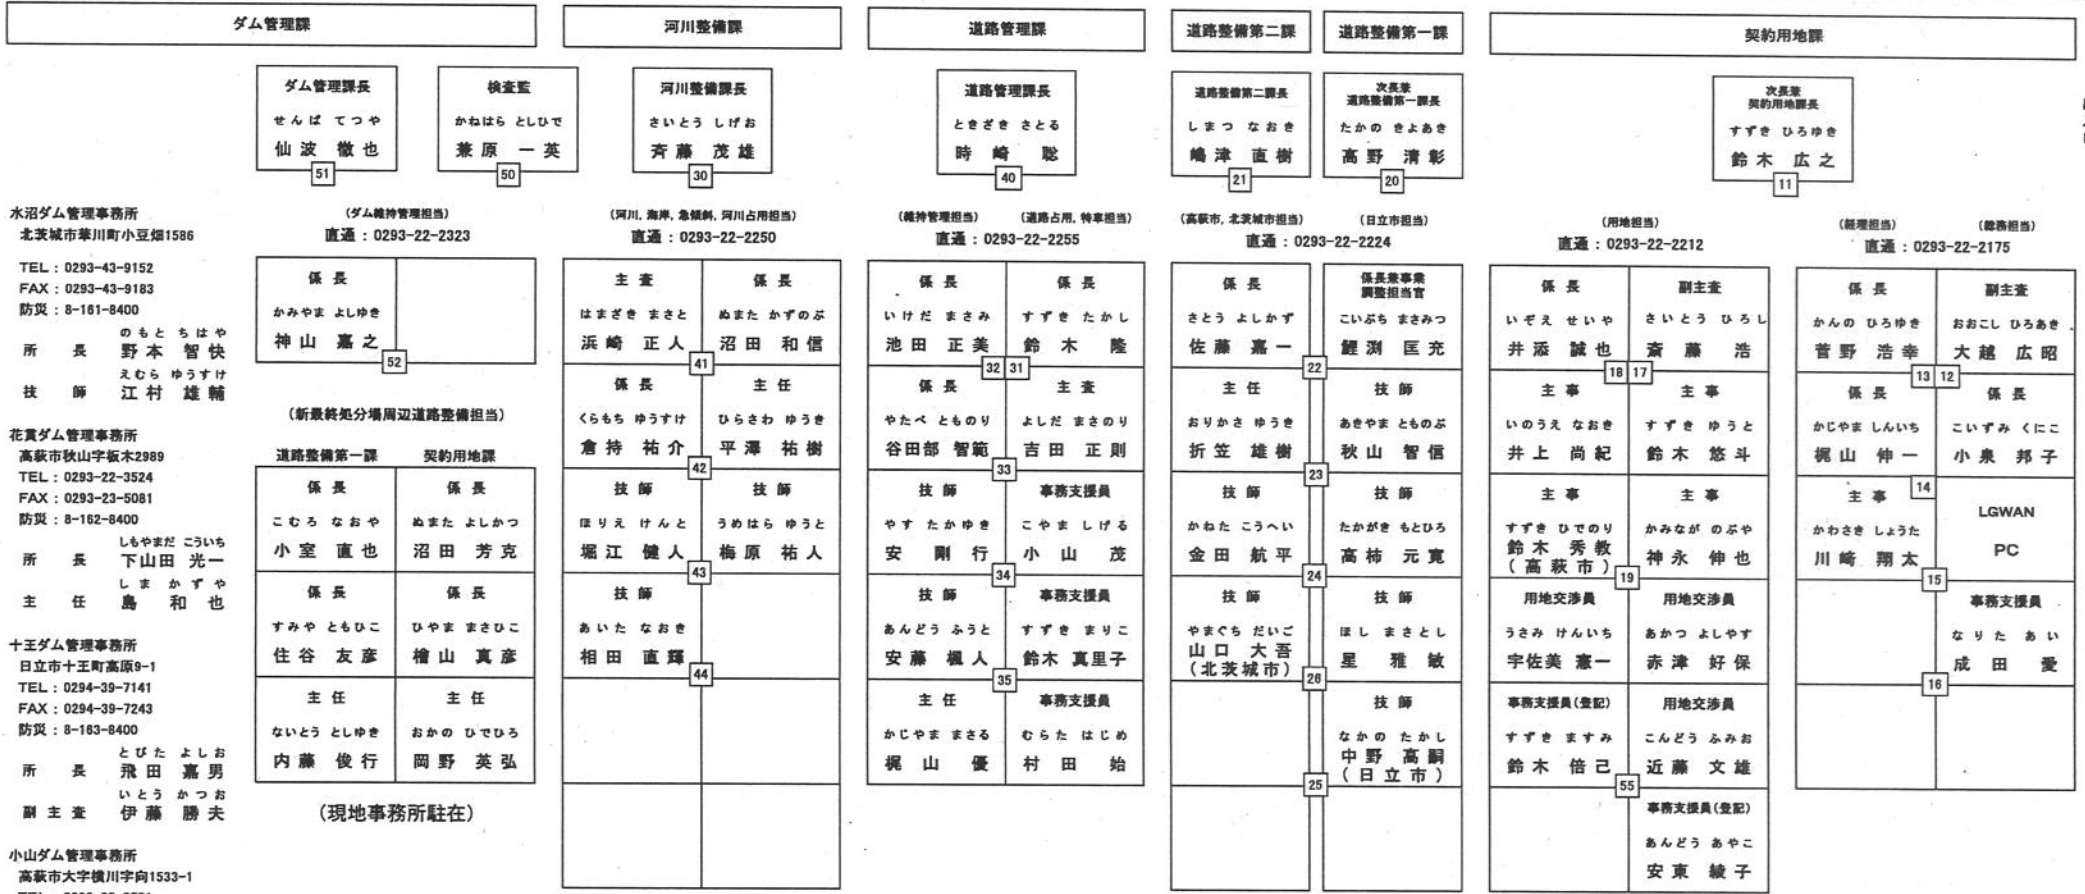 ダム管理課
河川整備課
道路管理課
道路整備第二課
道路整備第一課
契約用地課
ダム管理課長
せんば てつや
仙波 徹也
51
検査監
かねはら としひで
兼原 一英
50
河川整備課長
さいとう しげお
斉藤 茂雄
30
道路管理課長
ときざき さとる
時崎 聡
40
道路整備第二課長
しまつ なおき
嶋津 直樹
21
次長兼
道路整備第一課長
たかの きよあき
高野 清彰
20
次長兼
契約用地課長
すずき ひろゆき
鈴木 広之
11
水沼ダム管理事務所
北茨城市華川町小豆畑1586
TEL:0293-43-9152
FAX:0293-43-9183
防災:8-161-8400
のもと ちはや
所長 野本 智快
えむら ゆうすけ
技師 江村 雄輔
花貫ダム管理事務所
高萩市秋山字板木2989
TEL:0293-22-3524
FAX:0293-23-5081
防災:8-162-8400
しもやまだ こういち
所長 下山田 光一
しま かずや
主任 島 和也
十王ダム管理事務所
日立市十王町高原9-1
TEL:0294-39-7141
FAX:0294-39-7243
防災:8-163-8400
とびた よしお
所長 飛田 嘉男
いとう かつお
副主査 伊藤 勝夫
小山ダム管理事務所
高萩市大字横川字向1533-1
(ダム維持管理担当)
直通:0293-22-2323
係長
かみやま よしゆき
神山 嘉之
52
(新最終処分場周辺道路整備担当)
道路整備第一課
契約用地課
係長
こむろ なおや
小室 直也
係長
ぬまた よしかつ
沼田 芳克
係長
すみや ともひこ
住谷 友彦
係長
ひやま まさひこ
檜山 真彦
主任
ないとう としゆき
内藤 俊行
主任
おかの ひでひろ
岡野 英弘
(現地事務所駐在)
(河川,海岸,急傾斜,河川占用担当)
直通:0293-22-2250
主査
はまざき まさと
浜崎 正人
係長
ぬまた かずのぶ
沼田 和信
41
係長
くらもち ゆうすけ
倉持 祐介
主任
ひらさわ ゆうき
平澤 祐樹
42
技師
ほりえ けんと
堀江 健人
技師
うめはら ゆうと
梅原 祐人
43
技師
あいた なおき
相田 直輝
44
(維持管理担当)
(道路占用,特車担当)
直通:0293-22-2255
係長
いけだ まさみ
池田 正美
係長
すずき たかし
鈴木 隆
32
31
係長
やたべ とものり
谷田部 智範
主査
よしだ まさのり
吉田 正則
33
技師
やす たかゆき
安 剛行
事務支援員
こやま しげる
小山 茂
34
技師
あんどう ふうと
安藤 楓人
事務支援員
すずき まりこ
鈴木 真里子
35
主任
かじやま まさる
梶山 優
事務支援員
むらた はじめ
村田 始
(高萩市,北茨城市担当)
(日立市担当)
直通:0293-22-2224
係長
さとう よしかず
佐藤 嘉一
係長兼事業
調整担当官
こいぶち まさみつ
鯉渕 匡充
22
主任
おりかさ ゆうき
折笠 雄樹
技師
あきやま とものぶ
秋山 智信
23
技師
かねた こうへい
金田 航平
技師
たかがき もとひろ
高柿 元寛
24
技師
やまぐち だいご
山口 大吾
(北茨城市)
技師
ほし まさとし
星 雅敏
26
技師
なかの たかし
中野 高嗣
(日立市)
25
(用地担当)
直通:0293-22-2212
係長
いぞえ せいや
井添 誠也
副主査
さいとう ひろし
斎藤 浩
18
17
主事
いのうえ なおき
井上 尚紀
主事
すずき ゆうと
鈴木 悠斗
主事
すずき ひでのり
鈴木 秀教
(高萩市)
主事
かみなが のぶや
神永 伸也
19
用地交渉員
うさみ けんいち
宇佐美 憲一
用地交渉員
あかつ よしやす
赤津 好保
事務支援員(登記)
すずき ますみ
鈴木 倍己
用地交渉員
こんどう ふみお
近藤 文雄
55
事務支援員(登記)
あんどう あやこ
安東 綾子
(経理担当)
(総務担当)
直通:0293-22-2175
係長
かんの ひろゆき
菅野 浩幸
副主査
おおこし ひろあき
大越 広昭
13
12
係長
かじやま しんいち
梶山 伸一
係長
こいずみ くにこ
小泉 邦子
14
主事
かわさき しょうた
川﨑 翔太
LGWAN
PC
15
事務支援員
なりた あい
成田 愛
16